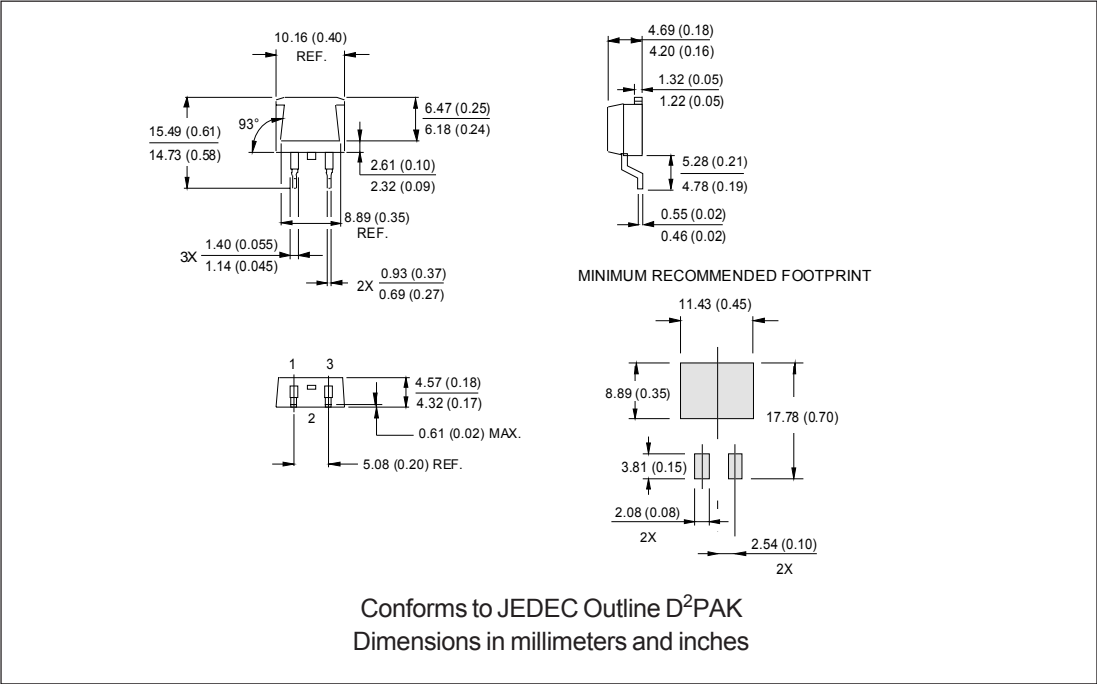 10.16 (0.40)
REF.
93°
15.49 (0.61)
14.73 (0.58)
6.47 (0.25)
6.18 (0.24)
2.61 (0.10)
2.32 (0.09)
8.89 (0.35)
REF.
3X
1.40 (0.055)
1.14 (0.045)
2X
0.93 (0.37)
0.69 (0.27)
4.69 (0.18)
4.20 (0.16)
1.32 (0.05)
1.22 (0.05)
5.28 (0.21)
4.78 (0.19)
0.55 (0.02)
0.46 (0.02)
1 3
2
4.57 (0.18)
4.32 (0.17)
0.61 (0.02) MAX.
5.08 (0.20) REF.
MINIMUM RECOMMENDED FOOTPRINT
11.43 (0.45)
8.89 (0.35)
17.78 (0.70)
3.81 (0.15)
2.08 (0.08)
2X
2.54 (0.10)
2X
Conforms to JEDEC Outline D²PAK
Dimensions in millimeters and inches